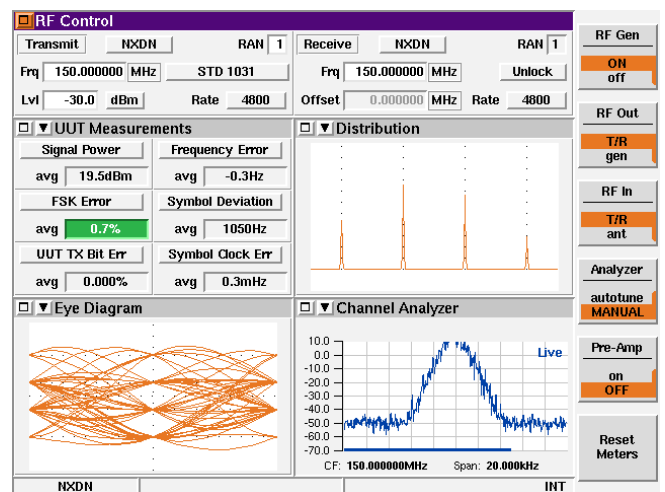 RF Control
Transmit NXDN RAN 1
Frq 150.000000 MHz STD 1031
Lvl -30.0 dBm Rate 4800
Receive NXDN RAN 1
Frq 150.000000 MHz Unlock
Offset 0.000000 MHz Rate 4800
UUT Measurements
Signal Power Frequency Error
avg 19.5dBm avg -0.3Hz
FSK Error Symbol Deviation
avg 0.7% avg 1050Hz
UUT TX Bit Err Symbol Clock Err
avg 0.000% avg 0.3mHz
Distribution
Eye Diagram
Channel Analyzer
10.0
0.0
-10.0
-20.0
-30.0
-40.0
-50.0
-60.0
-70.0
Live
CF: 150.000000MHz Span: 20.000kHz
NXDN INT
RF Gen
ON
off
RF Out
T/R
gen
RF In
T/R
ant
Analyzer
autotune
MANUAL
Pre-Amp
on
OFF
Reset
Meters